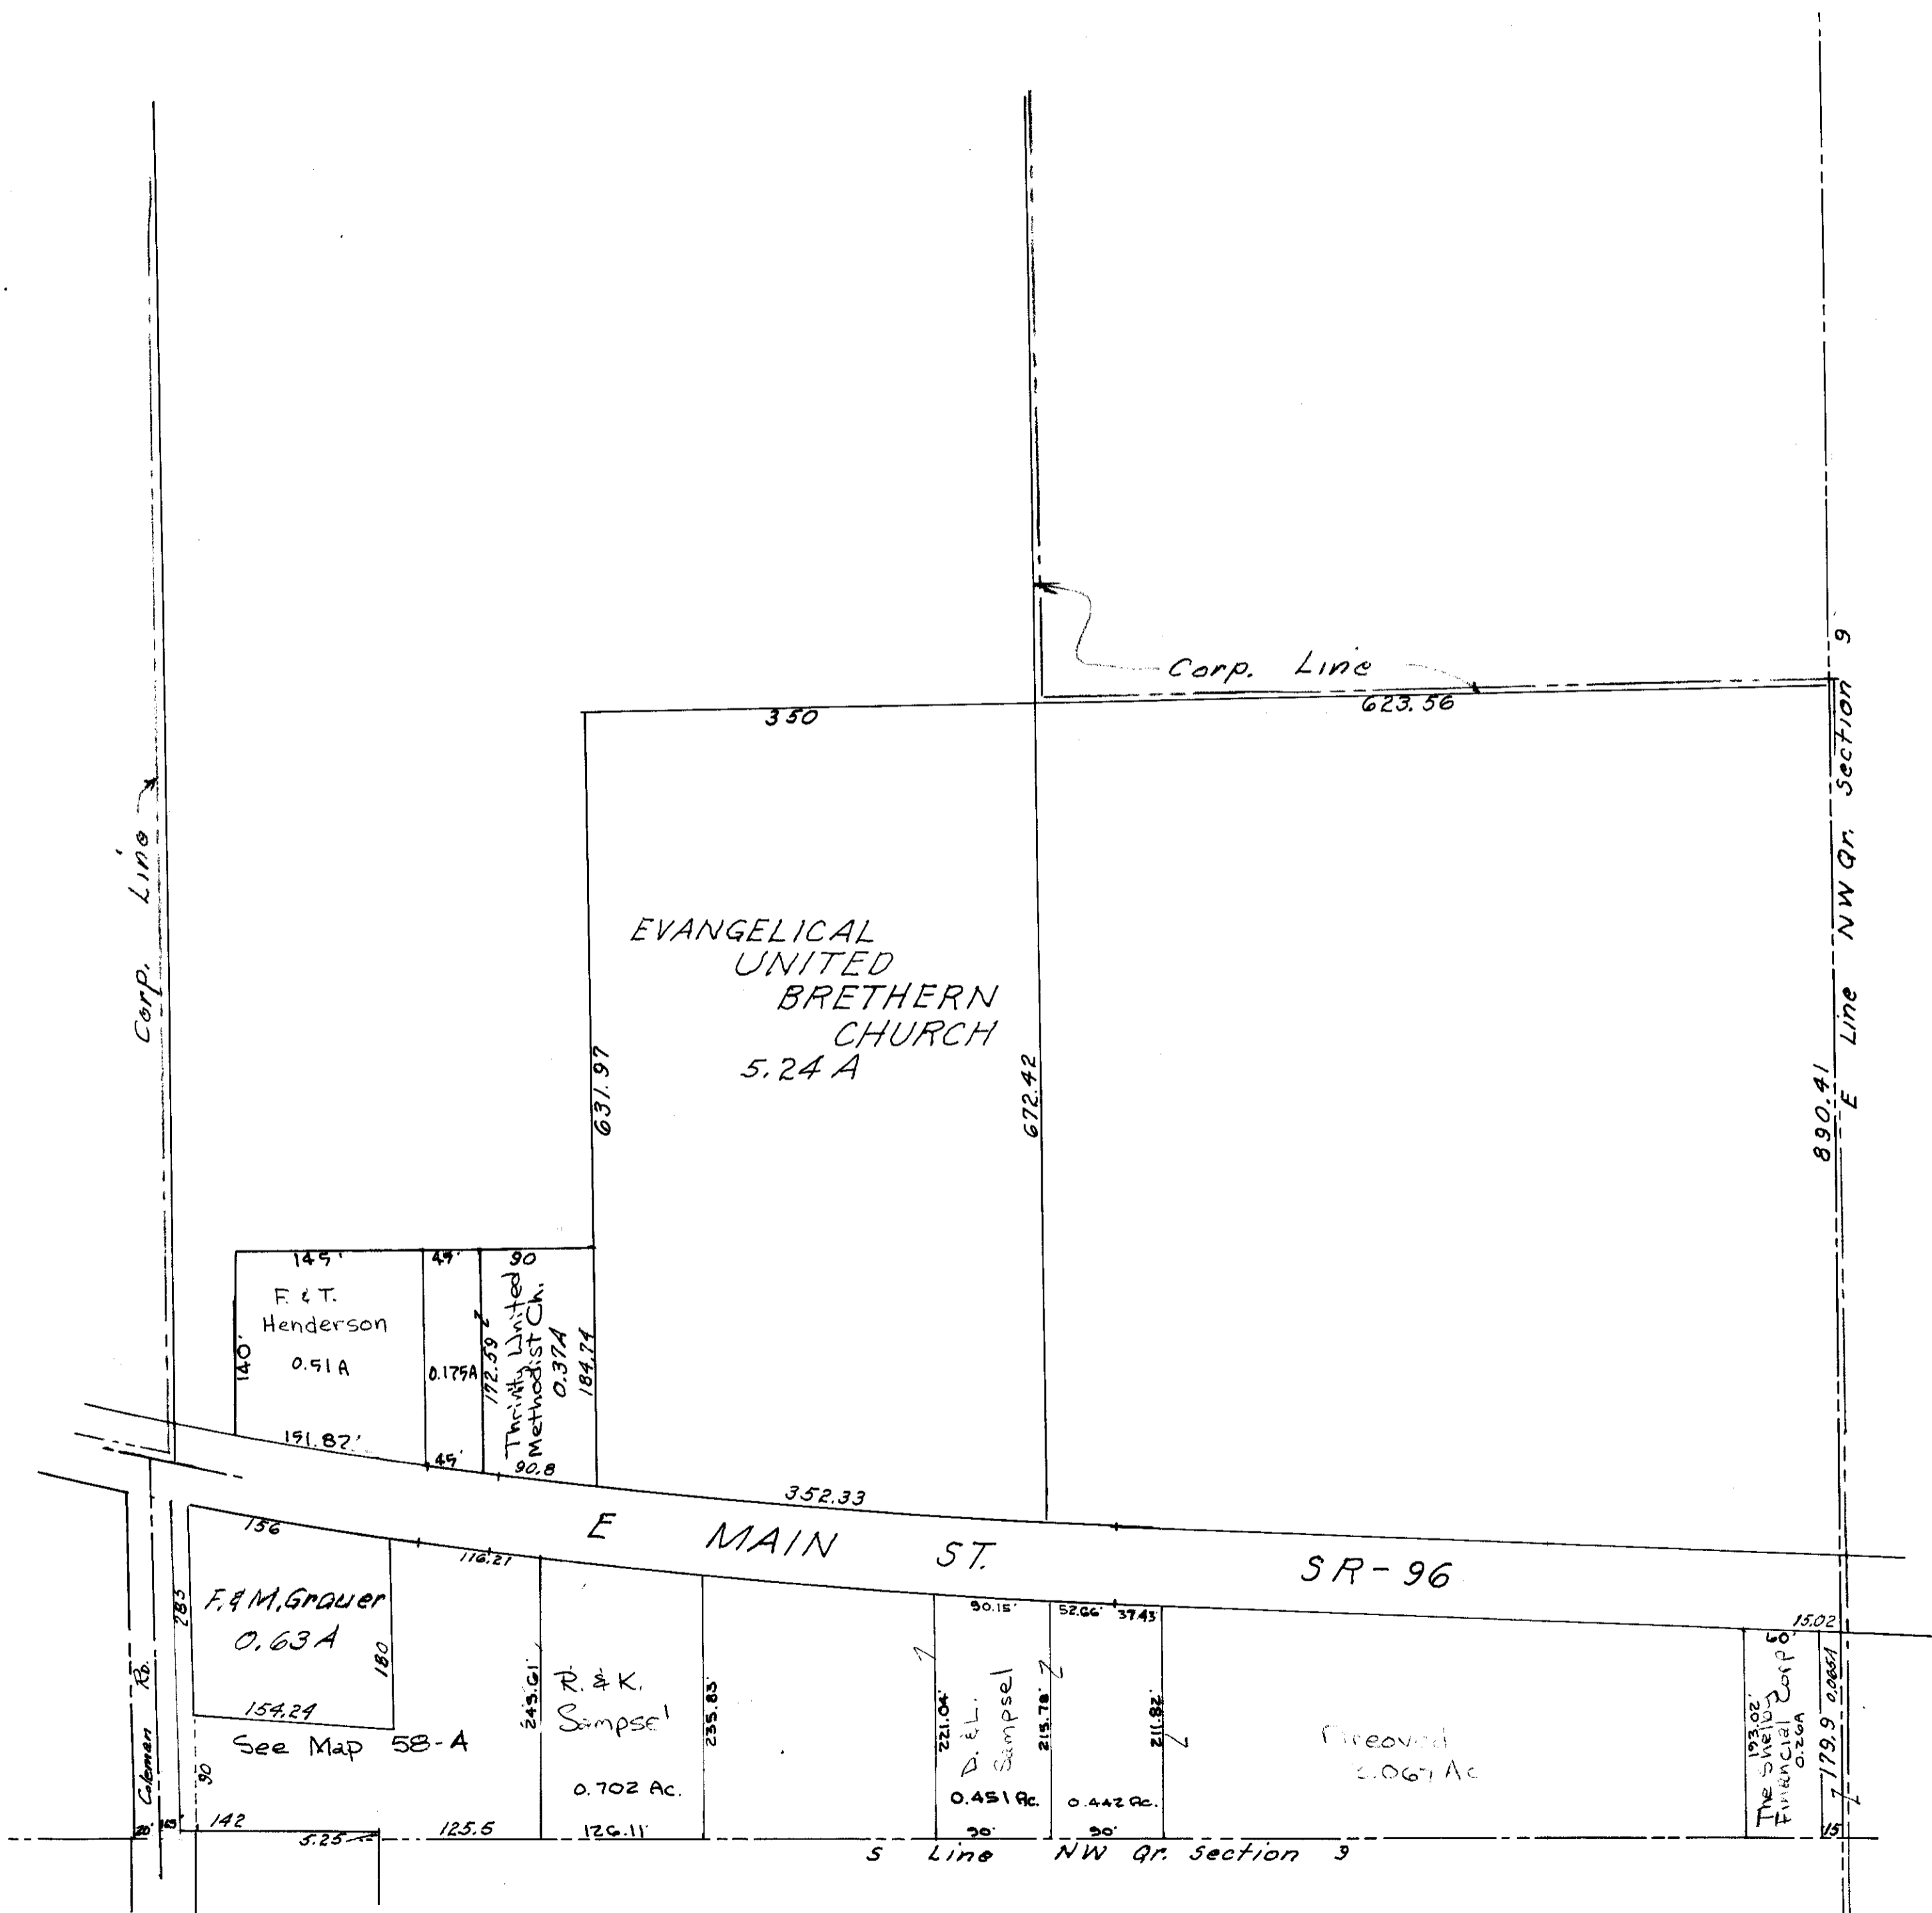 Corp. Line
623.56
350
Corp. Line
E Line NW Qr. Section 9
890.41
EVANGELICAL
UNITED
BRETHERN
CHURCH
5.24 A
631.97
672.42
145'
45'
90
F. & T.
Henderson
0.51 A
140'
151.82'
0.175A
45'
172.59
Thrinity United
Methodist Ch.
0.37A
184.74
90.8
352.33
E MAIN ST. SR-96
156
116.21
F. & M. Grauer
0.63 A
283
180
154.24
See Map 58-A
90
142
5.25
125.6
Coleman Rd.
20'
245.61'
R. & K.
Sampsel
0.702 Ac.
126.11'
235.83'
90.15'
52.66' 37.43'
221.04'
D. & L.
Sampsel
0.451 Ac.
90'
215.78'
0.442 Ac.
90'
211.82'
15.02
60'
193.02'
The Shelby
Financial Corp
0.26A
179.9
15
S Line NW Qr. Section 9